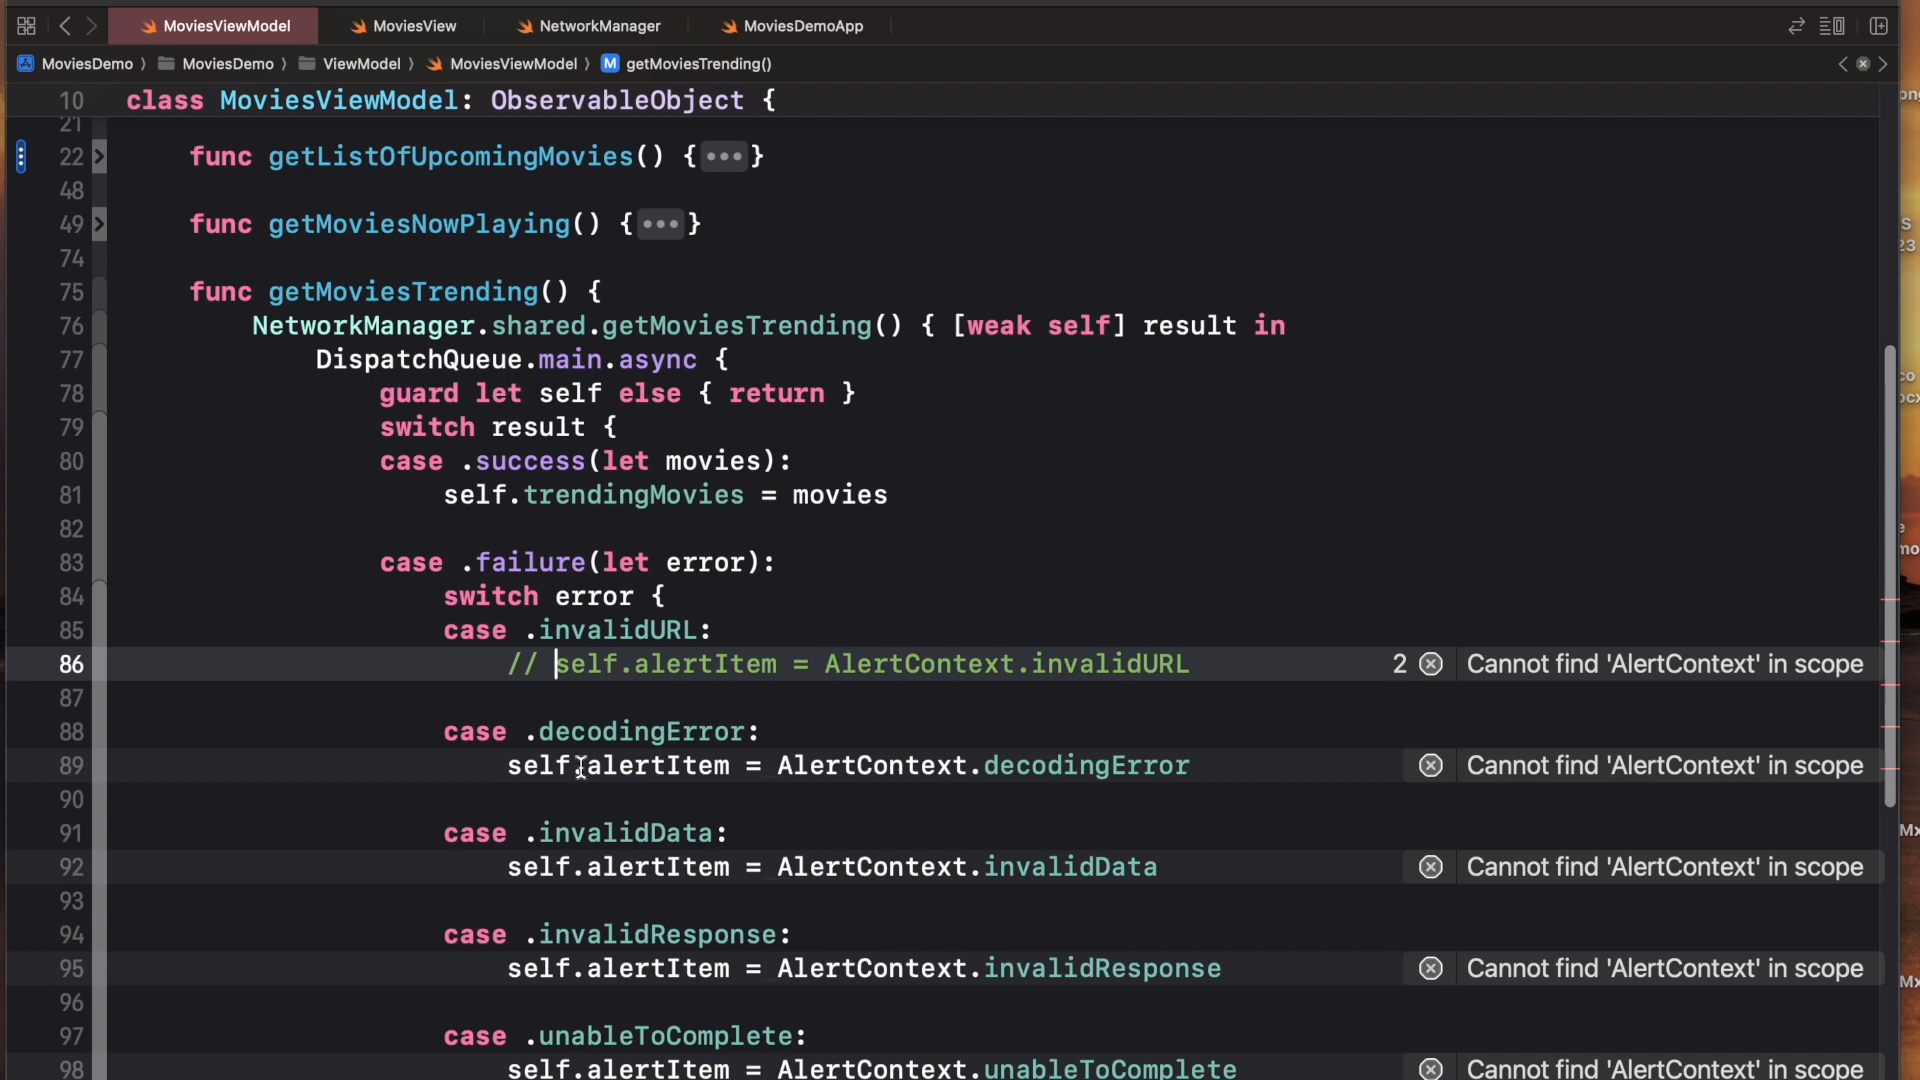 MoviesViewModel MoviesView NetworkManager MoviesDemoApp
MoviesDemo MoviesDemo ViewModel MoviesViewModel M getMoviesTrending()
10 class MoviesViewModel: ObservableObject {
21
22 func getListOfUpcomingMovies() {•••}
48
49 func getMoviesNowPlaying() {•••}
74
75 func getMoviesTrending() {
76 NetworkManager.shared.getMoviesTrending() { [weak self] result in
77 DispatchQueue.main.async {
78 guard let self else { return }
79 switch result {
80 case .success(let movies):
81 self.trendingMovies = movies
82
83 case .failure(let error):
84 switch error {
85 case .invalidURL:
86 // self.alertItem = AlertContext.invalidURL 2 Cannot find 'AlertContext' in scope
87
88 case .decodingError:
89 self.alertItem = AlertContext.decodingError Cannot find 'AlertContext' in scope
90
91 case .invalidData:
92 self.alertItem = AlertContext.invalidData Cannot find 'AlertContext' in scope
93
94 case .invalidResponse:
95 self.alertItem = AlertContext.invalidResponse Cannot find 'AlertContext' in scope
96
97 case .unableToComplete:
98 self.alertItem = AlertContext.unableToComplete Cannot find 'AlertContext' in scope